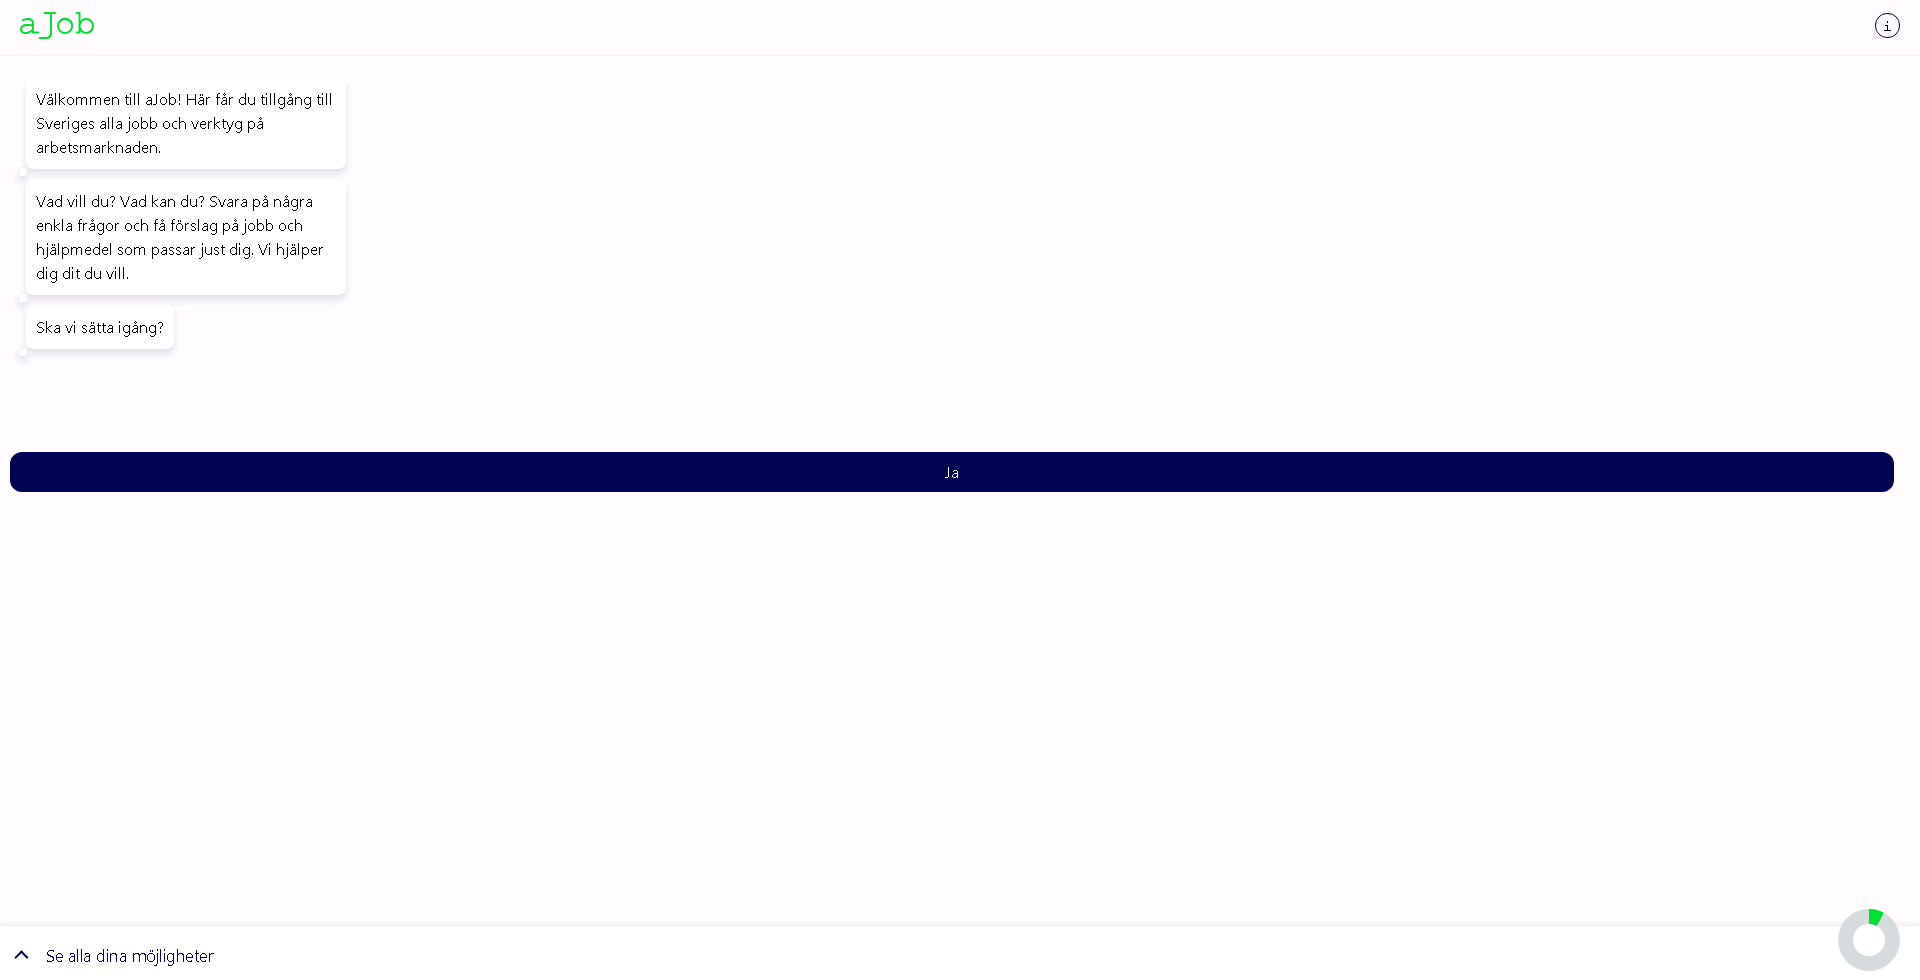 aJob
i
Välkommen till aJob! Här får du tillgång till
Sveriges alla jobb och verktyg på
arbetsmarknaden.
Vad vill du? Vad kan du? Svara på några
enkla frågor och få förslag på jobb och
hjälpmedel som passar just dig. Vi hjälper
dig dit du vill.
Ska vi sätta igång?
Ja
Se alla dina möjligheter